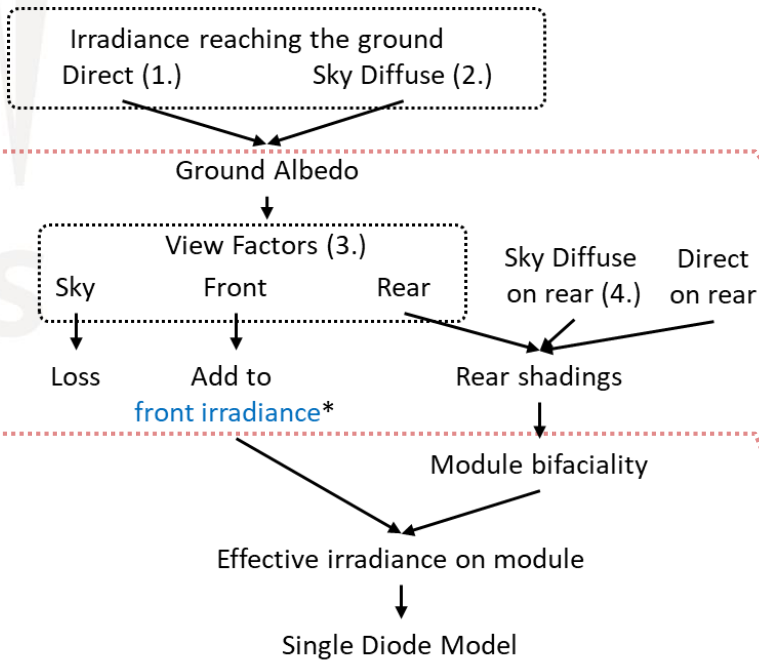 Irradiance reaching the ground
Direct (1.)
Sky Diffuse (2.)
Ground Albedo
View Factors (3.)
Sky
Front
Rear
Sky Diffuse
on rear (4.)
Direct
on rear
Loss
Add to
front irradiance*
Rear shadings
Module bifaciality
Effective irradiance on module
Single Diode Model